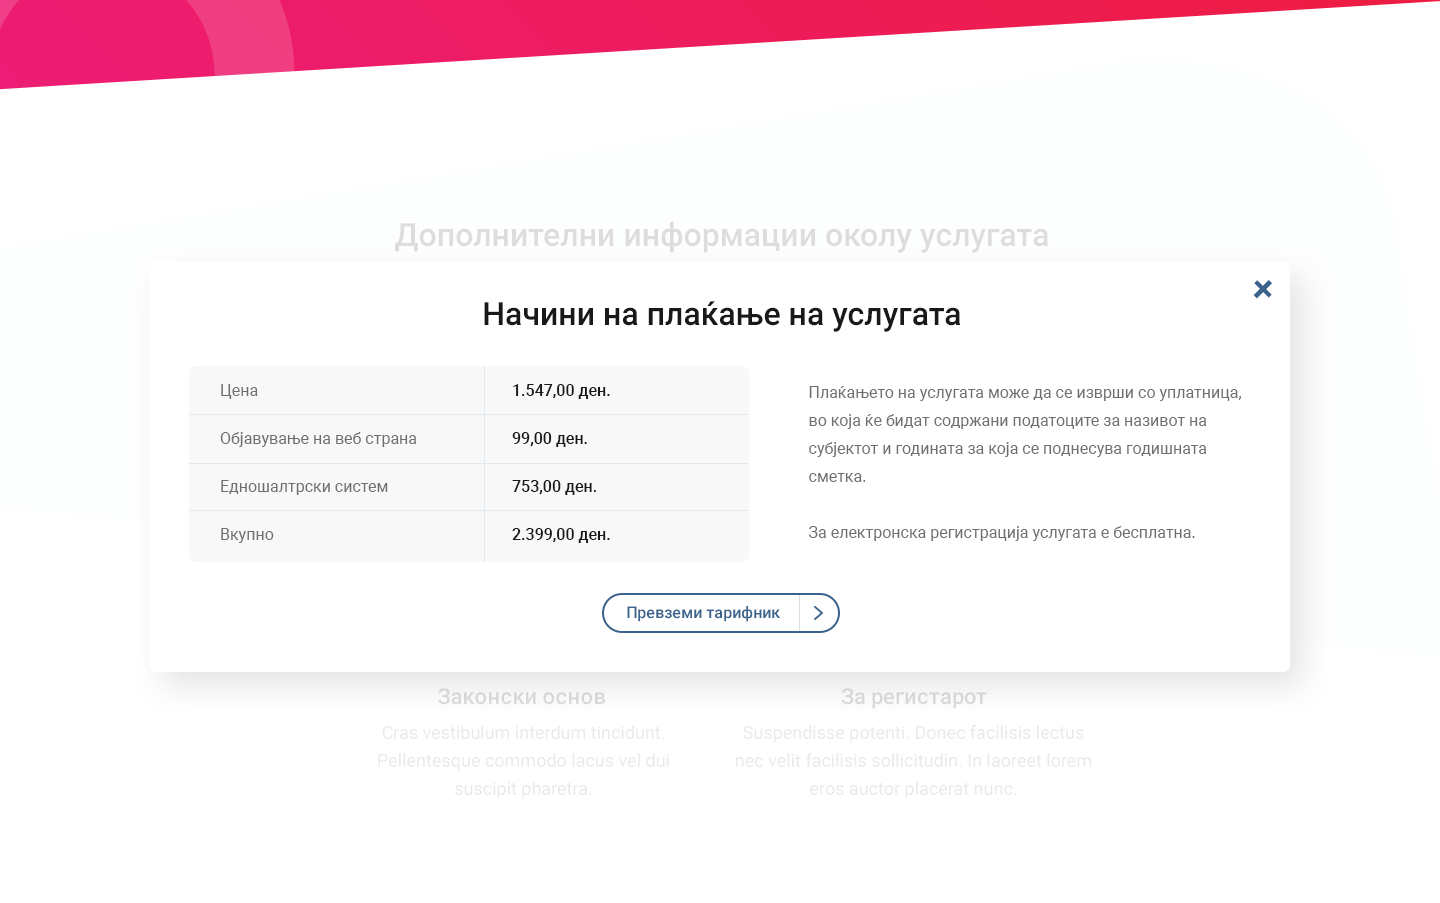 Дополнителни информации околу услугата
Начини на плаќање на услугата
Цена 1.547,00 ден.
Објавување на веб страна 99,00 ден.
Едношалтрски систем 753,00 ден.
Вкупно 2.399,00 ден.
Плаќањето на услугата може да се изврши со уплатница,
во која ќе бидат содржани податоците за називот на
субјектот и годината за која се поднесува годишната
сметка.
За електронска регистрација услугата е бесплатна.
Превземи тарифник
Законски основ
Cras vestibulum interdum tincidunt.
Pellentesque commodo lacus vel dui
suscipit pharetra.
За регистарот
Suspendisse potenti. Donec facilisis lectus
nec velit facilisis sollicitudin. In laoreet lorem
eros auctor placerat nunc.